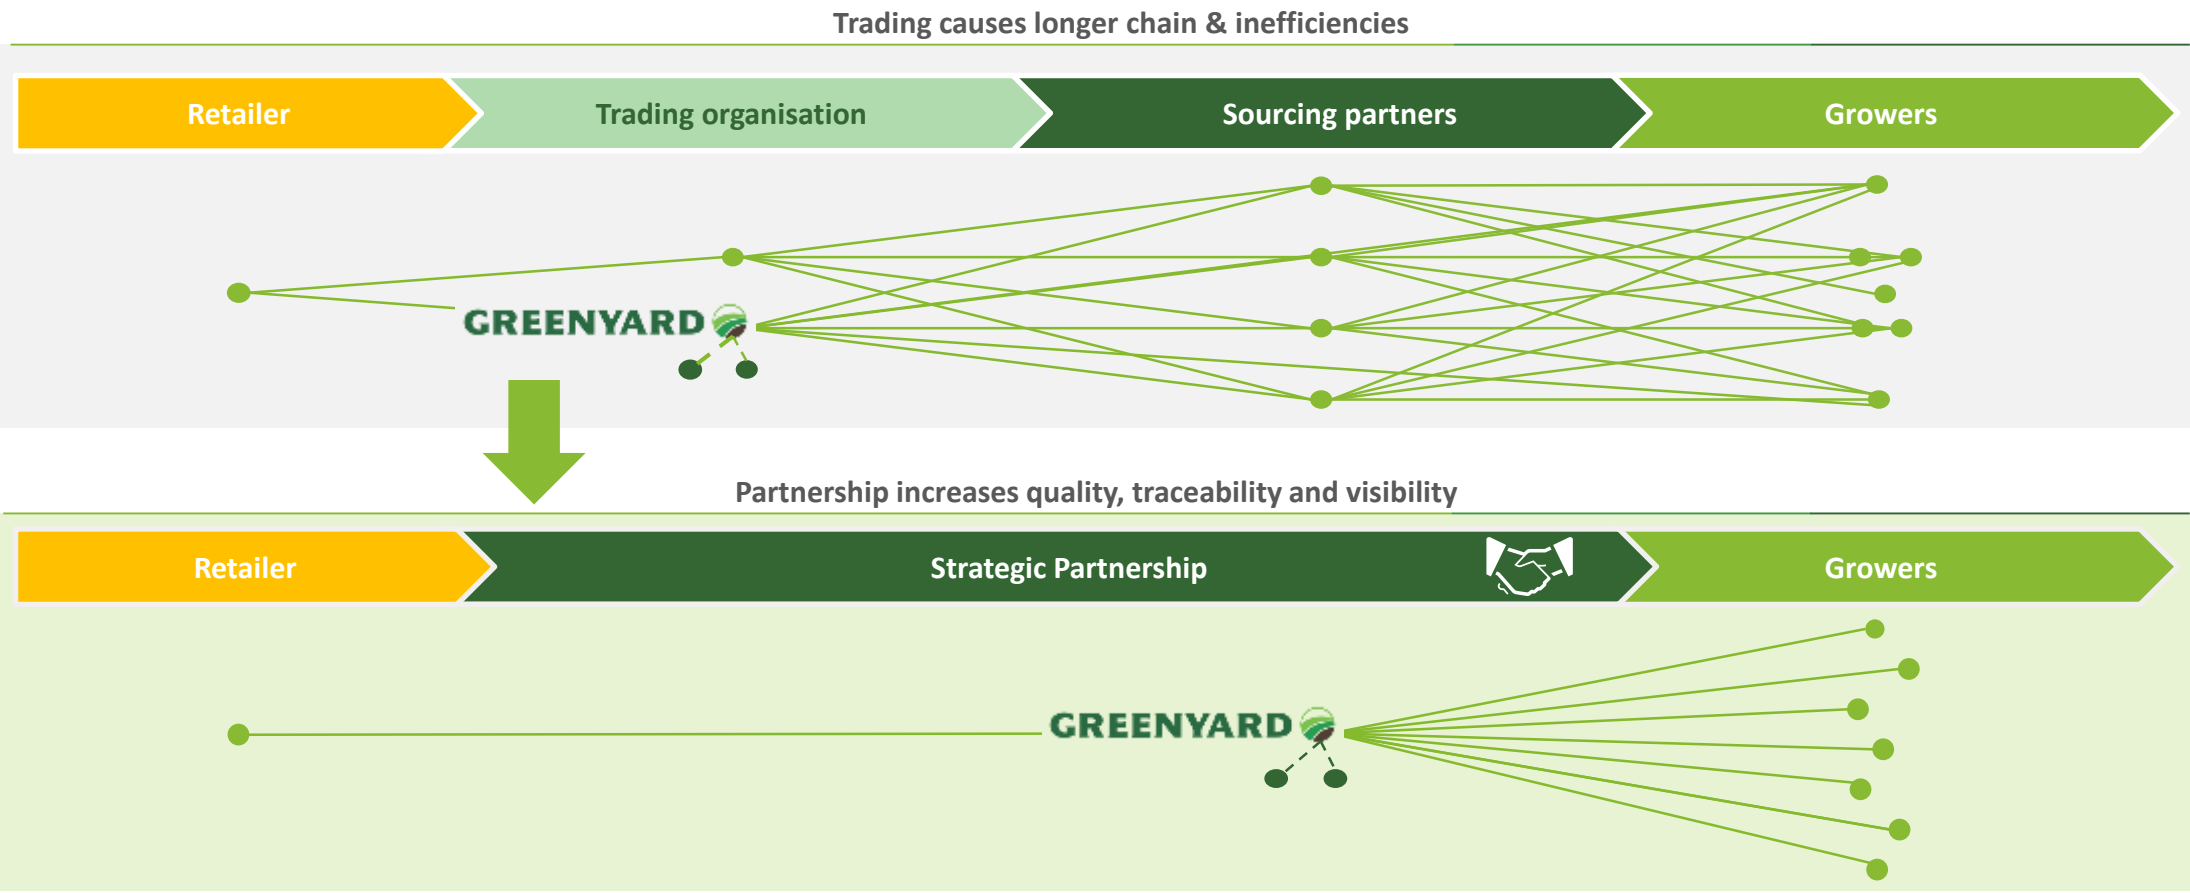 Trading causes longer chain & inefficiencies
Retailer
Trading organisation
Sourcing partners
Growers
GREENYARD
Partnership increases quality, traceability and visibility
Retailer
Strategic Partnership
Growers
GREENYARD